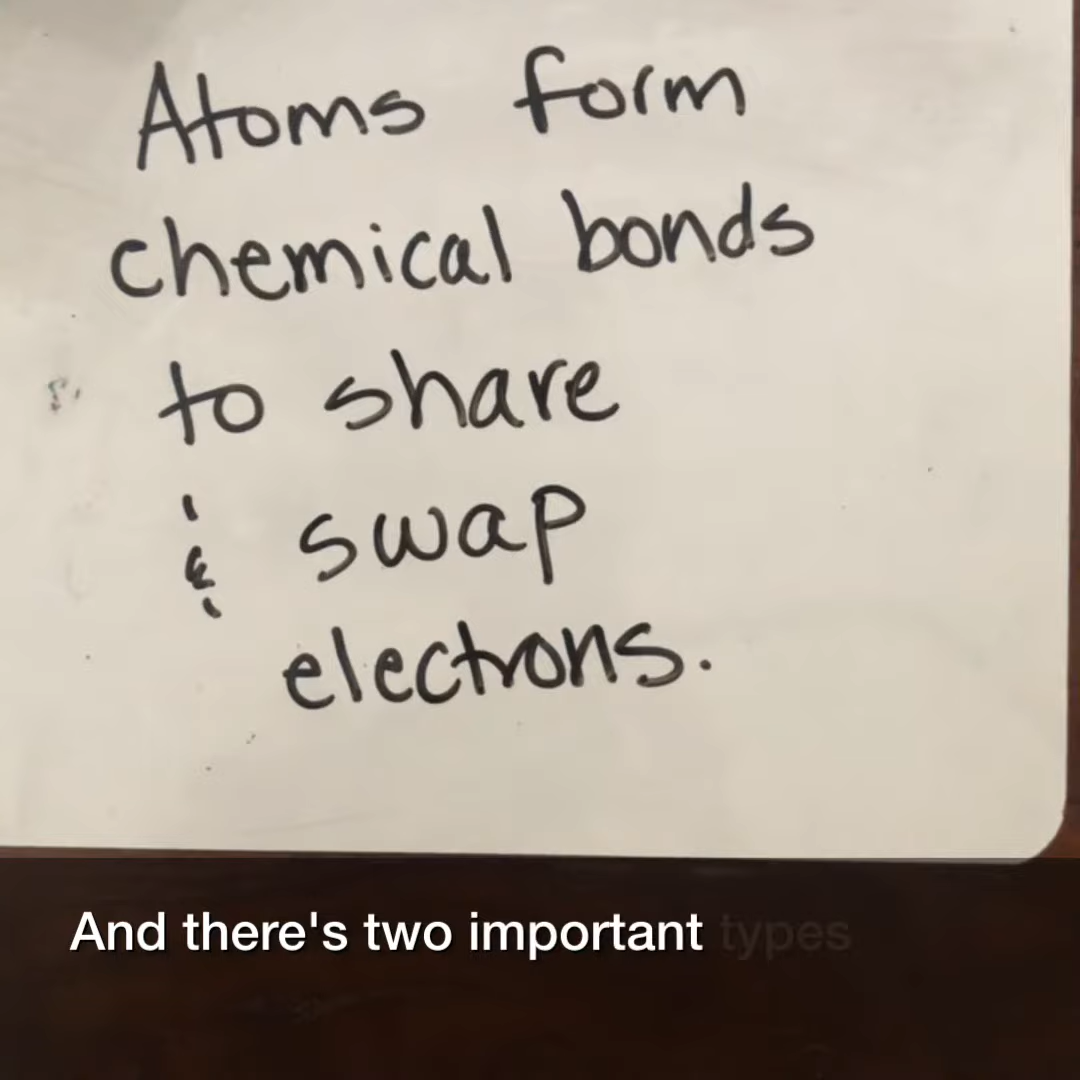 Atoms form
chemical bonds
to share
& swap
electrons.
And there's two important types